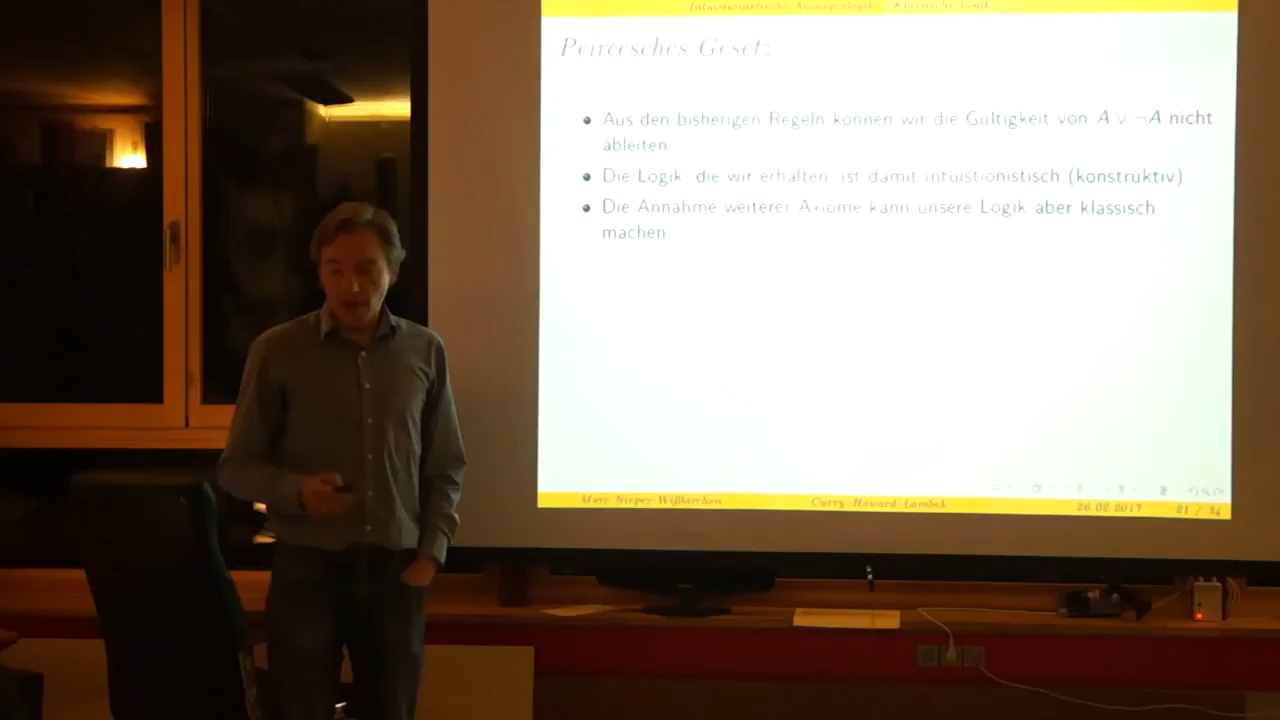 Intuistionistische Aussagenlogik Klassische Logik
Peircesches Gesetz
Aus den bisherigen Regeln können wir die Gültigkeit von A ∨ ¬A nicht
ableiten
Die Logik, die wir erhalten, ist damit intuistionistisch (konstruktiv)
Die Annahme weiterer Axiome kann unsere Logik aber klassisch
machen
Marc Nieper-Wißkirchen Curry-Howard-Lambek 26.02.2017 21 / 34